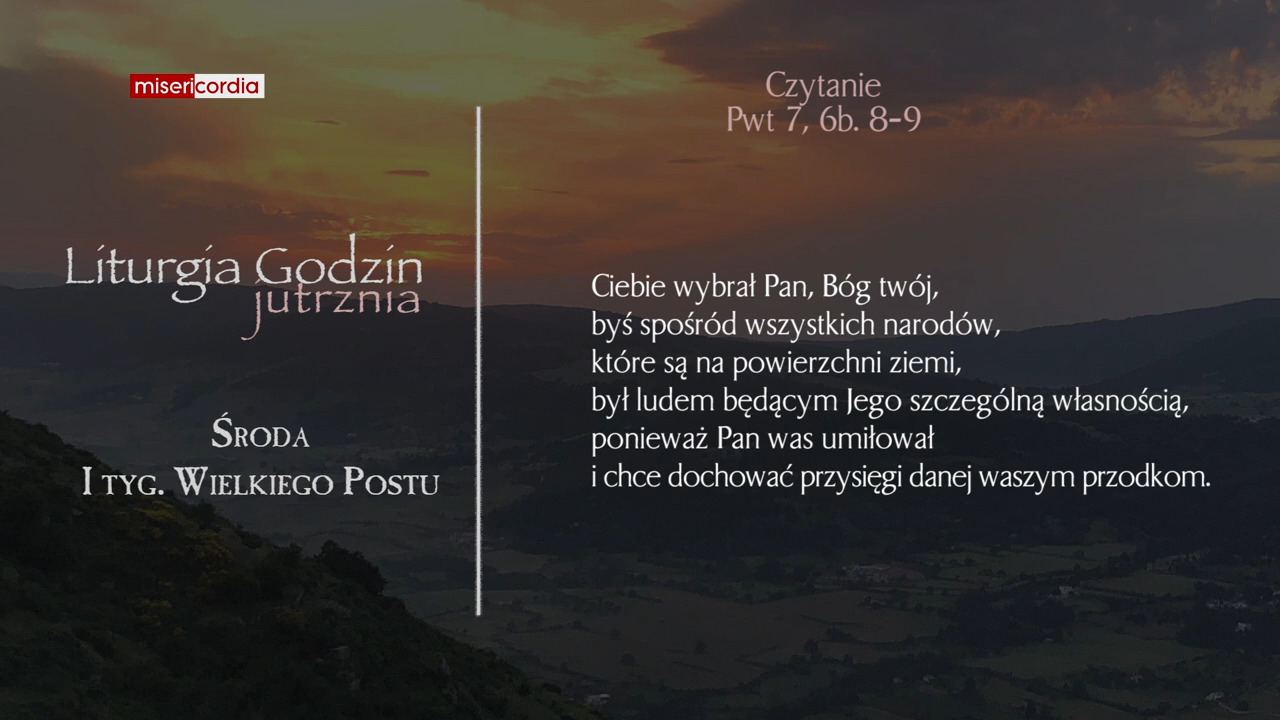 misericordia
Liturgia Godzin
jutrznia
Środa
I tyg. Wielkiego Postu
Czytanie
Pwt 7, 6b. 8-9
Ciebie wybrał Pan, Bóg twój,
byś spośród wszystkich narodów,
które są na powierzchni ziemi,
był ludem będącym Jego szczególną własnością,
ponieważ Pan was umiłował
i chce dochować przysięgi danej waszym przodkom.